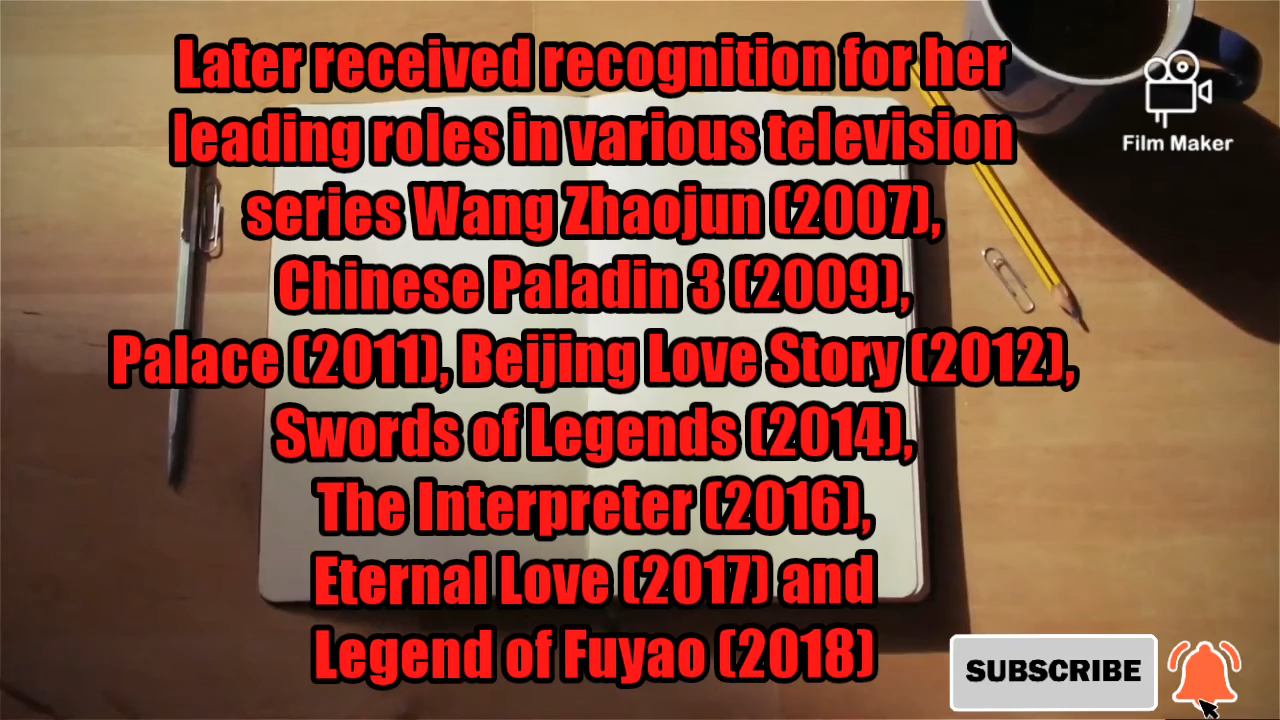 Later received recognition for her
leading roles in various television
series Wang Zhaojun (2007),
Chinese Paladin 3 (2009),
Palace (2011), Beijing Love Story (2012),
Swords of Legends (2014),
The Interpreter (2016),
Eternal Love (2017) and
Legend of Fuyao (2018)
Film Maker
SUBSCRIBE